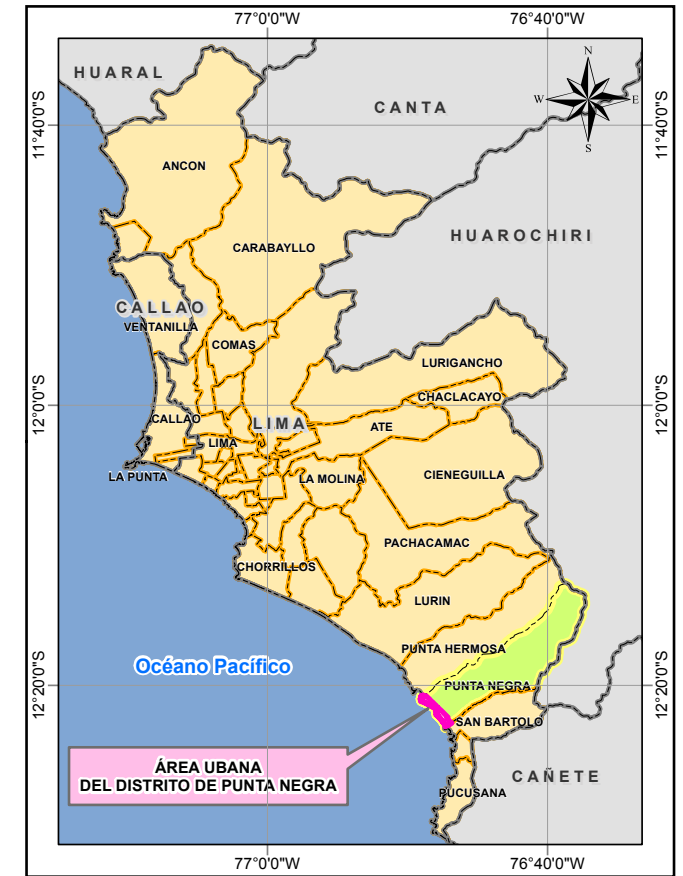 77°0'0"W
76°40'0"W
HUARAL
N
W
E
S
CANTA
11°40'0"S
11°40'0"S
ANCON
HUAROCHIRI
CARABAYLLO
CALLAO
VENTANILLA
COMAS
LURIGANCHO
CHACLACAYO
12°0'0"S
12°0'0"S
CALLAO
LIMA
ATE
LIMA
LA PUNTA
LA MOLINA
CIENEGUILLA
PACHACAMAC
CHORRILLOS
LURIN
PUNTA HERMOSA
Océano Pacífico
12°20'0"S
12°20'0"S
PUNTA NEGRA
SAN BARTOLO
ÁREA UBANA
DEL DISTRITO DE PUNTA NEGRA
CAÑETE
PUCUSANA
77°0'0"W
76°40'0"W